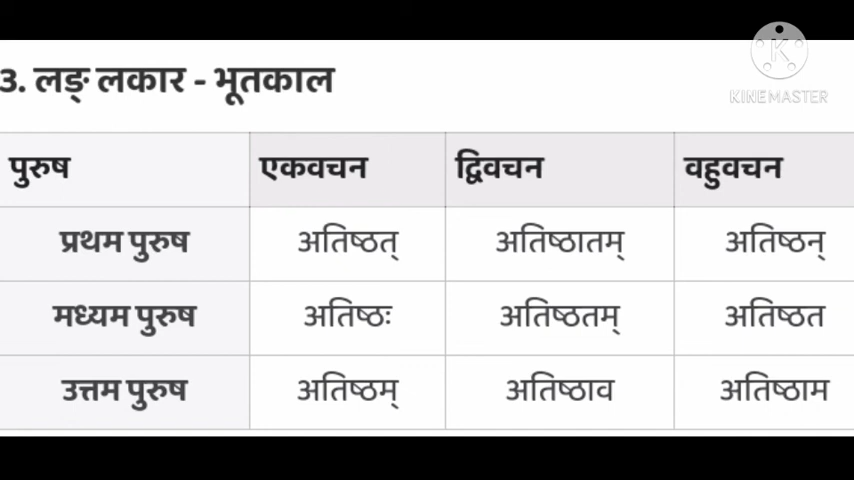 KINEMASTER
3. लङ् लकार - भूतकाल
पुरुष एकवचन द्विवचन वहुवचन
प्रथम पुरुष अतिष्ठत् अतिष्ठाताम् अतिष्ठन्
मध्यम पुरुष अतिष्ठः अतिष्ठतम् अतिष्ठत
उत्तम पुरुष अतिष्ठम् अतिष्ठाव अतिष्ठाम